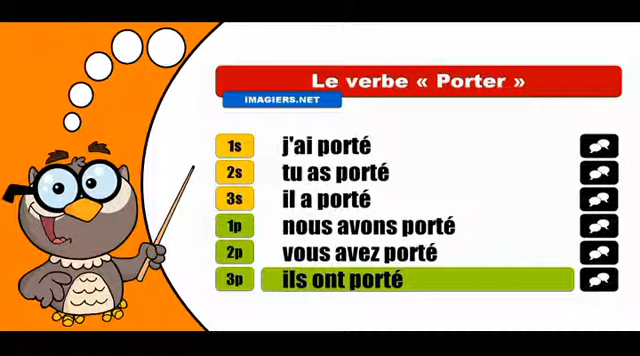 Le verbe « Porter »
IMAGIERS.NET
1s j'ai porté
2s tu as porté
3s il a porté
1p nous avons porté
2p vous avez porté
3p ils ont porté